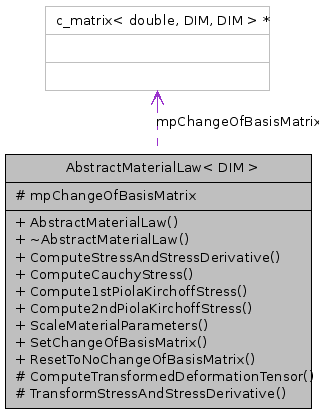 c_matrix< double, DIM, DIM > *
mpChangeOfBasisMatrix
AbstractMaterialLaw< DIM >
# mpChangeOfBasisMatrix
+ AbstractMaterialLaw()
+ ~AbstractMaterialLaw()
+ ComputeStressAndStressDerivative()
+ ComputeCauchyStress()
+ Compute1stPiolaKirchoffStress()
+ Compute2ndPiolaKirchoffStress()
+ ScaleMaterialParameters()
+ SetChangeOfBasisMatrix()
+ ResetToNoChangeOfBasisMatrix()
# ComputeTransformedDeformationTensor()
# TransformStressAndStressDerivative()